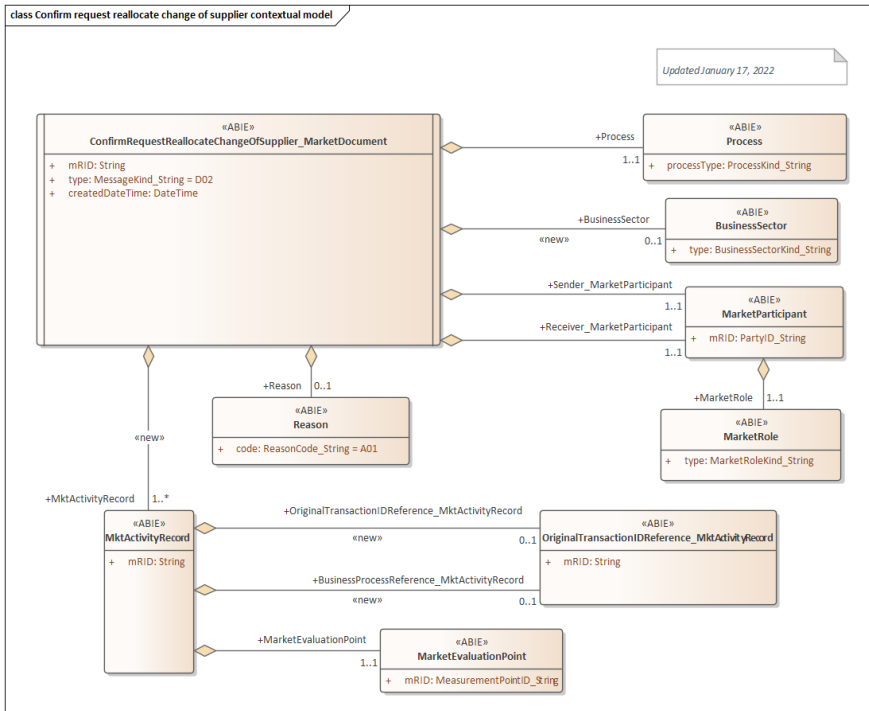 class Confirm request reallocate change of supplier contextual model
Updated January 17, 2022
«ABIE»
ConfirmRequestReallocateChangeOfSupplier_MarketDocument
+ mRID: String
+ type: MessageKind_String = D02
+ createdDateTime: DateTime
+Process
1..1
«ABIE»
Process
+ processType: ProcessKind_String
+BusinessSector
«new»
0..1
«ABIE»
BusinessSector
+ type: BusinessSectorKind_String
+Sender_MarketParticipant
1..1
+Receiver_MarketParticipant
1..1
«ABIE»
MarketParticipant
+ mRID: PartyID_String
+MarketRole
1..1
«ABIE»
MarketRole
+ type: MarketRoleKind_String
+Reason
0..1
«ABIE»
Reason
+ code: ReasonCode_String = A01
«new»
+MktActivityRecord
1..*
«ABIE»
MktActivityRecord
+ mRID: String
+OriginalTransactionIDReference_MktActivityRecord
«new»
0..1
+BusinessProcessReference_MktActivityRecord
«new»
0..1
«ABIE»
OriginalTransactionIDReference_MktActivityRecord
+ mRID: String
+MarketEvaluationPoint
1..1
«ABIE»
MarketEvaluationPoint
+ mRID: MeasurementPointID_String